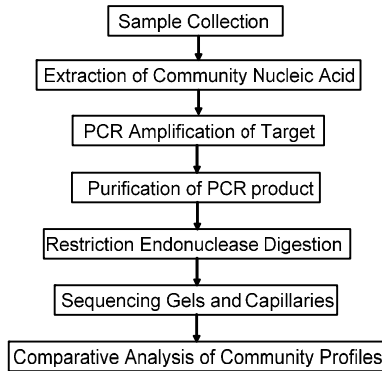 Sample Collection
Extraction of Community Nucleic Acid
PCR Amplification of Target
Purification of PCR product
Restriction Endonuclease Digestion
Sequencing Gels and Capillaries
Comparative Analysis of Community Profiles